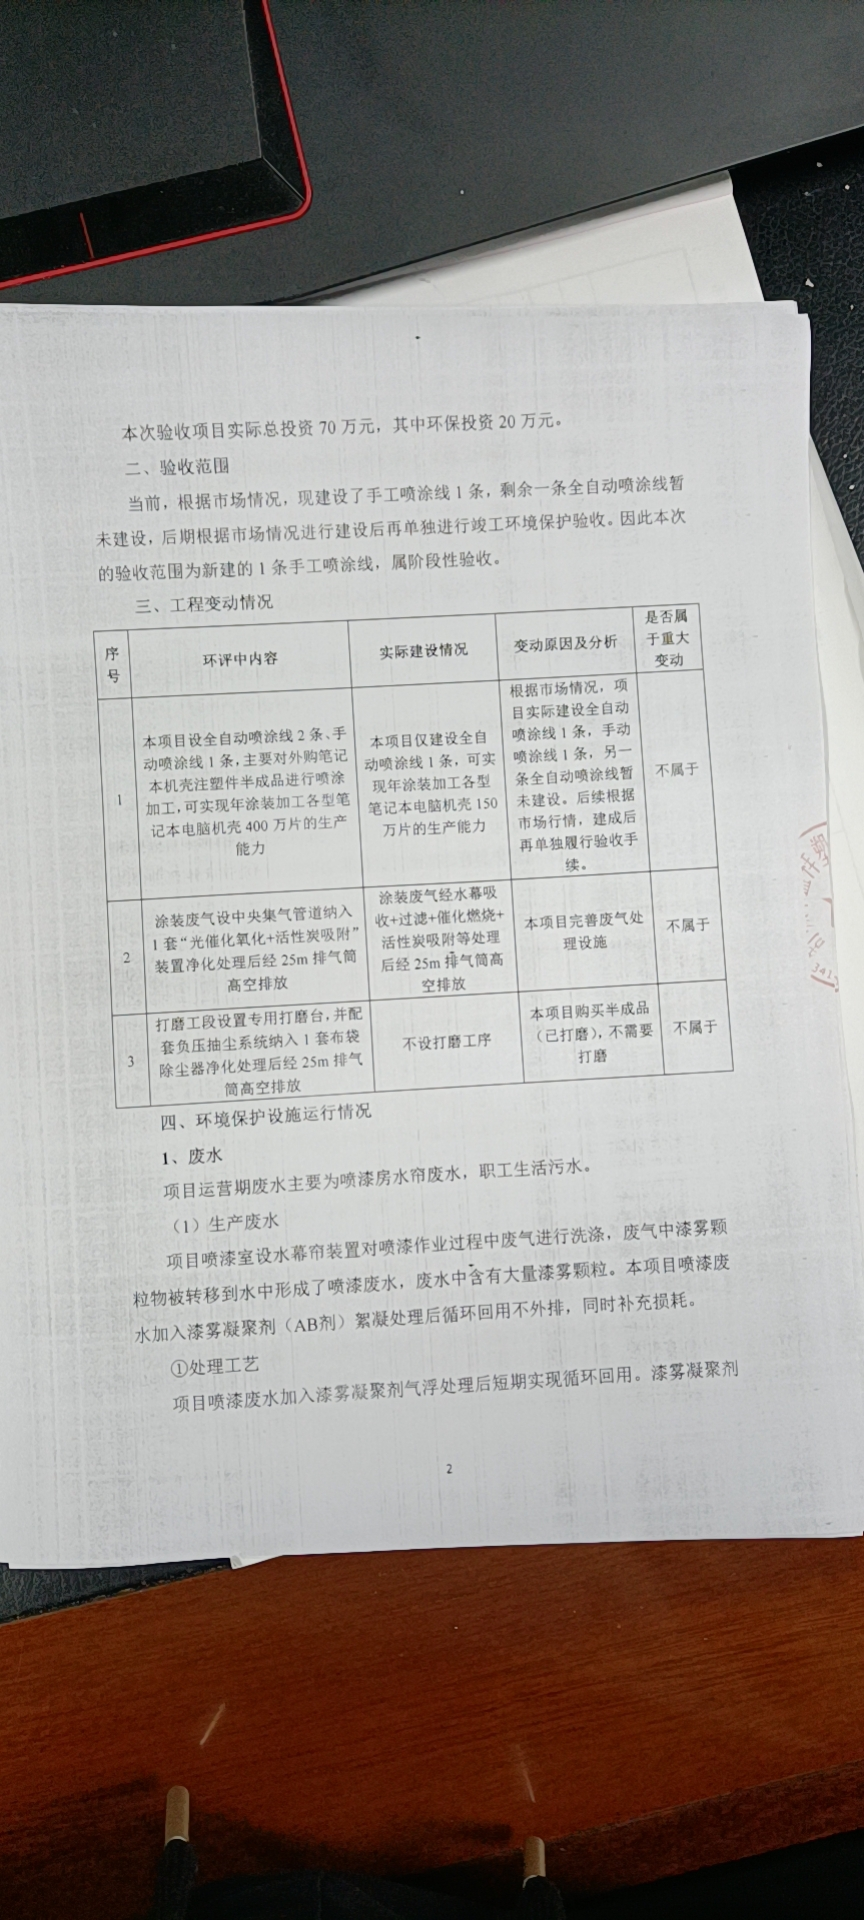 本次验收项目实际总投资 70 万元，其中环保投资 20 万元。
二、验收范围
当前，根据市场情况，现建设了手工喷涂线 1 条，剩余一条全自动喷涂线暂
未建设，后期根据市场情况进行建设后再单独进行竣工环境保护验收。因此本次
的验收范围为新建的 1 条手工喷涂线，属阶段性验收。
三、工程变动情况
序
号
环评中内容
实际建设情况
变动原因及分析
是否属
于重大
变动
1
本项目设全自动喷涂线 2 条、手
动喷涂线 1 条，主要对外购笔记
本机壳注塑件半成品进行喷涂
加工，可实现年涂装加工各型笔
记本电脑机壳 400 万片的生产
能力
本项目仅建设全自
动喷涂线 1 条，可实
现年涂装加工各型
笔记本电脑机壳 150
万片的生产能力
根据市场情况，项
目实际建设全自动
喷涂线 1 条，手动
喷涂线 1 条，另一
条全自动喷涂线暂
未建设。后续根据
市场行情，建成后
再单独履行验收手
续。
不属于
2
涂装废气设中央集气管道纳入
1 套“光催化氧化+活性炭吸附”
装置净化处理后经 25m 排气筒
高空排放
涂装废气经水幕吸
收+过滤+催化燃烧+
活性炭吸附等处理
后经 25m 排气筒高
空排放
本项目完善废气处
理设施
不属于
3
打磨工段设置专用打磨台，并配
套负压抽尘系统纳入 1 套布袋
除尘器净化处理后经 25m 排气
筒高空排放
不设打磨工序
本项目购买半成品
（已打磨），不需要
打磨
不属于
四、环境保护设施运行情况
1、废水
项目运营期废水主要为喷漆房水帘废水，职工生活污水。
（1）生产废水
项目喷漆室设水幕帘装置对喷漆作业过程中废气进行洗涤，废气中漆雾颗
粒物被转移到水中形成了喷漆废水，废水中含有大量漆雾颗粒。本项目喷漆废
水加入漆雾凝聚剂（AB剂）絮凝处理后循环回用不外排，同时补充损耗。
①处理工艺
项目喷漆废水加入漆雾凝聚剂气浮处理后短期实现循环回用。漆雾凝聚剂
2